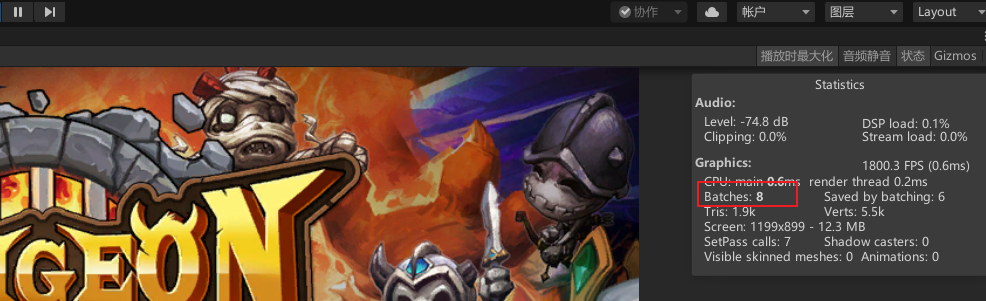 协作 帐户 图层 Layout
播放时最大化 音频静音 状态 Gizmos
Statistics
Audio:
Level: -74.8 dB DSP load: 0.1%
Clipping: 0.0% Stream load: 0.0%
Graphics: 1800.3 FPS (0.6ms)
CPU: main 0.6ms render thread 0.2ms
Batches: 8 Saved by batching: 6
Tris: 1.9k Verts: 5.5k
Screen: 1199x899 - 12.3 MB
SetPass calls: 7 Shadow casters: 0
Visible skinned meshes: 0 Animations: 0
NGEON